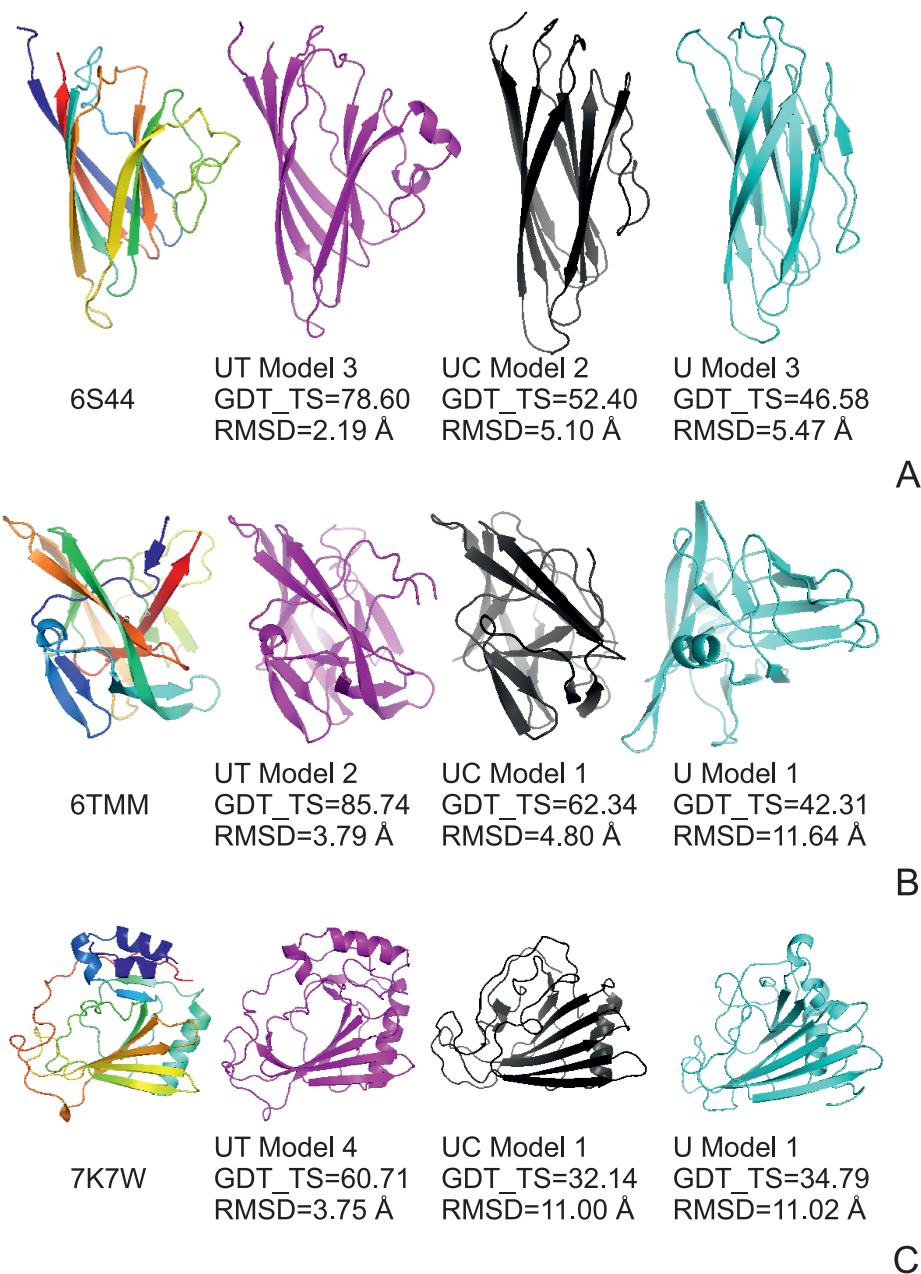 6S44
UT Model 3
GDT_TS=78.60
RMSD=2.19 Å
UC Model 2
GDT_TS=52.40
RMSD=5.10 Å
U Model 3
GDT_TS=46.58
RMSD=5.47 Å
A
6TMM
UT Model 2
GDT_TS=85.74
RMSD=3.79 Å
UC Model 1
GDT_TS=62.34
RMSD=4.80 Å
U Model 1
GDT_TS=42.31
RMSD=11.64 Å
B
7K7W
UT Model 4
GDT_TS=60.71
RMSD=3.75 Å
UC Model 1
GDT_TS=32.14
RMSD=11.00 Å
U Model 1
GDT_TS=34.79
RMSD=11.02 Å
C